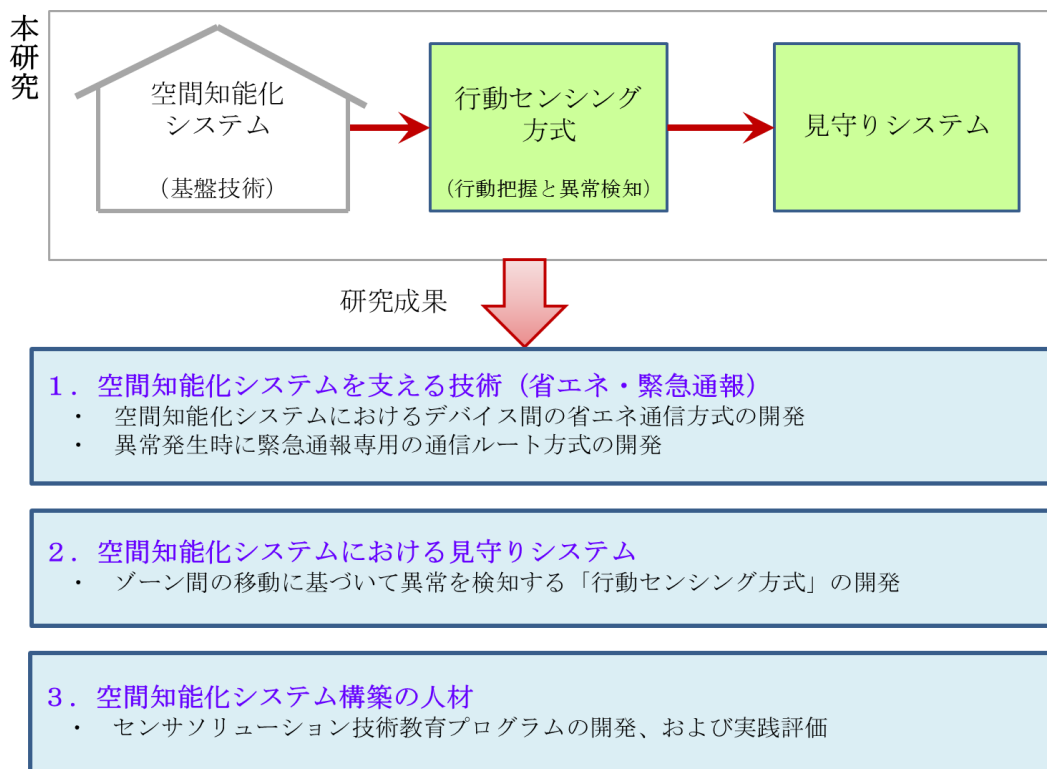 本研究
空間知能化
システム
（基盤技術）
行動センシング
方式
（行動把握と異常検知）
見守りシステム
研究成果
１．空間知能化システムを支える技術（省エネ・緊急通報）
・ 空間知能化システムにおけるデバイス間の省エネ通信方式の開発
・ 異常発生時に緊急通報専用の通信ルート方式の開発
２．空間知能化システムにおける見守りシステム
・ ゾーン間の移動に基づいて異常を検知する「行動センシング方式」の開発
３．空間知能化システム構築の人材
・ センサソリューション技術教育プログラムの開発、および実践評価